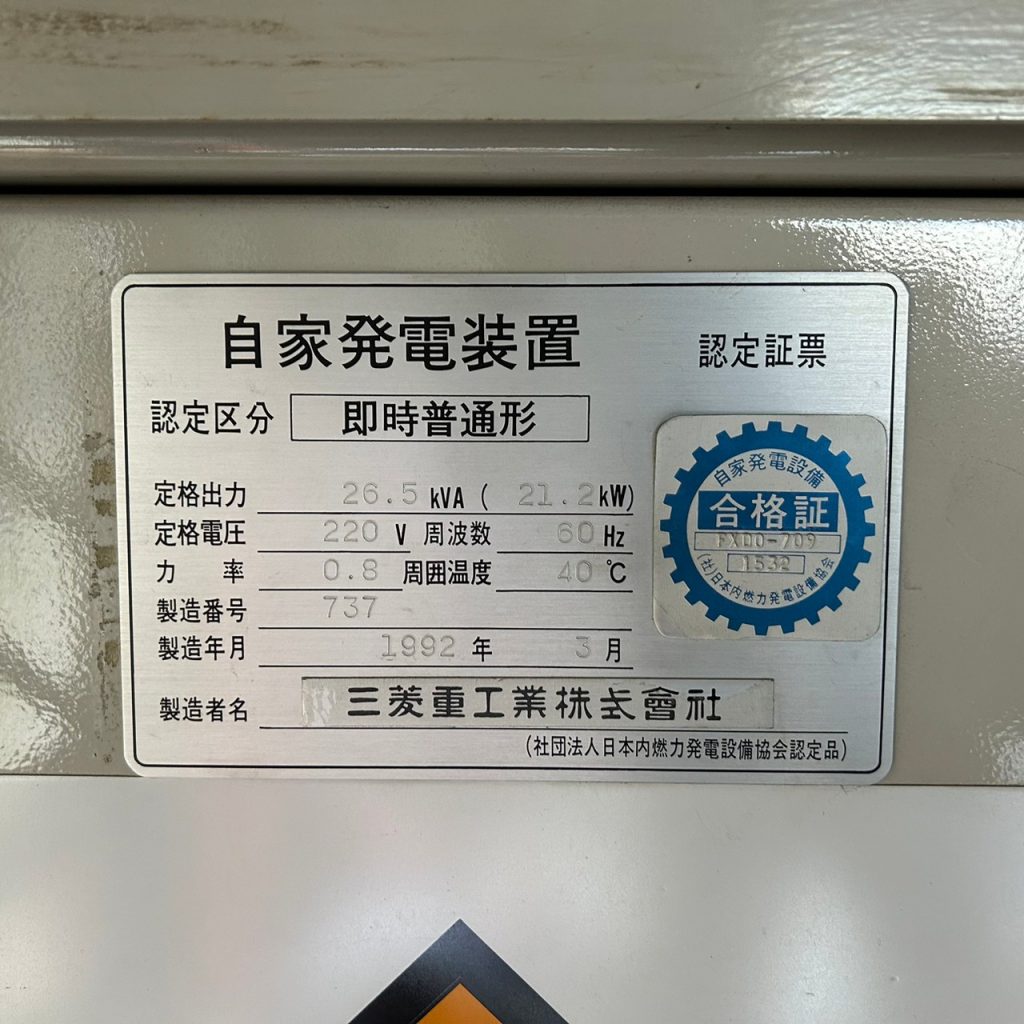 自家発電装置 認定証票
認定区分 即時普通形
定格出力 26.5 kVA ( 21.2 kW)
定格電圧 220 V 周波数 60 Hz
力 率 0.8 周囲温度 40 ℃
製造番号 737
製造年月 1992 年 3 月
製造者名 三菱重工業株式會社
(社団法人日本内燃力発電設備協会認定品)
自家発電設備
合格証
FXDO-709
1532
(社)日本内燃力発電設備協会